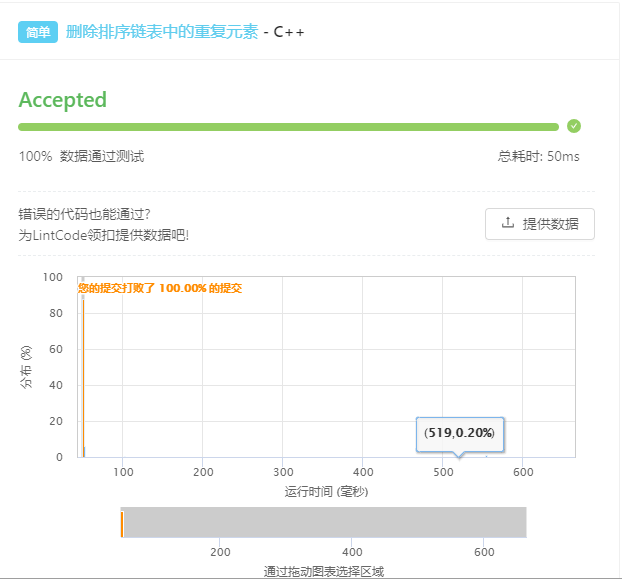 简单 删除排序链表中的重复元素 - C++
Accepted
100% 数据通过测试 总耗时: 50ms
错误的代码也能通过?
为LintCode领扣提供数据吧!
提供数据
100
您的提交打败了 100.00% 的提交
80
60
40
20
0
分布 (%)
(519,0.20%)
100 200 300 400 500 600
运行时间 (毫秒)
200 400 600
通过拖动图表选择区域